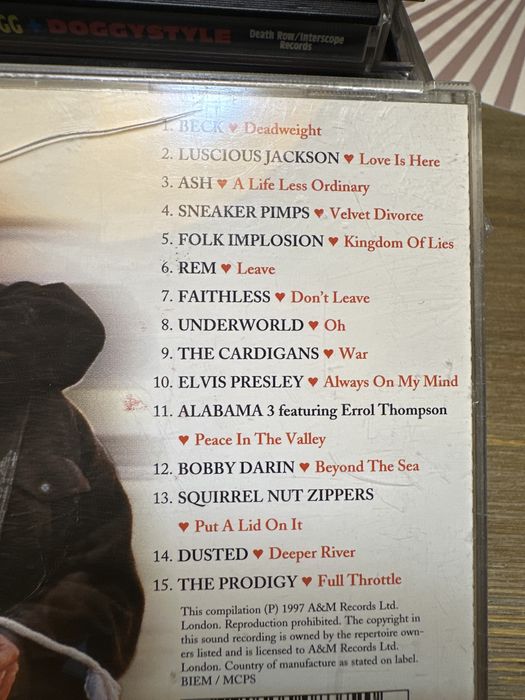 GG + DOGGYSTYLE Death Row/Interscope
Records
1. BECK ♥ Deadweight
2. LUSCIOUS JACKSON ♥ Love Is Here
3. ASH ♥ A Life Less Ordinary
4. SNEAKER PIMPS ♥ Velvet Divorce
5. FOLK IMPLOSION ♥ Kingdom Of Lies
6. REM ♥ Leave
7. FAITHLESS ♥ Don't Leave
8. UNDERWORLD ♥ Oh
9. THE CARDIGANS ♥ War
10. ELVIS PRESLEY ♥ Always On My Mind
11. ALABAMA 3 featuring Errol Thompson
♥ Peace In The Valley
12. BOBBY DARIN ♥ Beyond The Sea
13. SQUIRREL NUT ZIPPERS
♥ Put A Lid On It
14. DUSTED ♥ Deeper River
15. THE PRODIGY ♥ Full Throttle
This compilation (P) 1997 A&M Records Ltd.
London. Reproduction prohibited. The copyright in
this sound recording is owned by the repertoire own-
ers listed and is licensed to A&M Records Ltd.
London. Country of manufacture as stated on label.
BIEM / MCPS